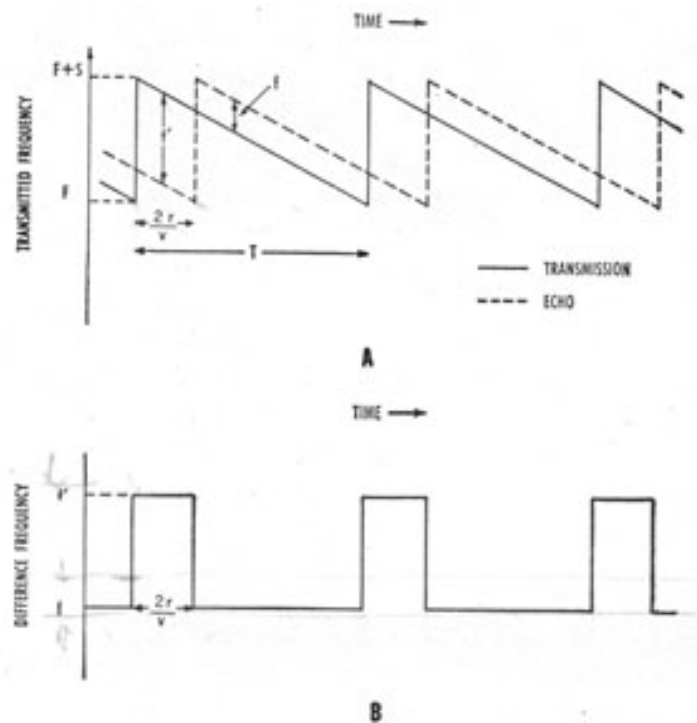 TIME
F+S
f
f'
F
TRANSMITTED FREQUENCY
2r
v
T
TRANSMISSION
ECHO
A
TIME
DIFFERENCE FREQUENCY
f'
f
2r
v
B